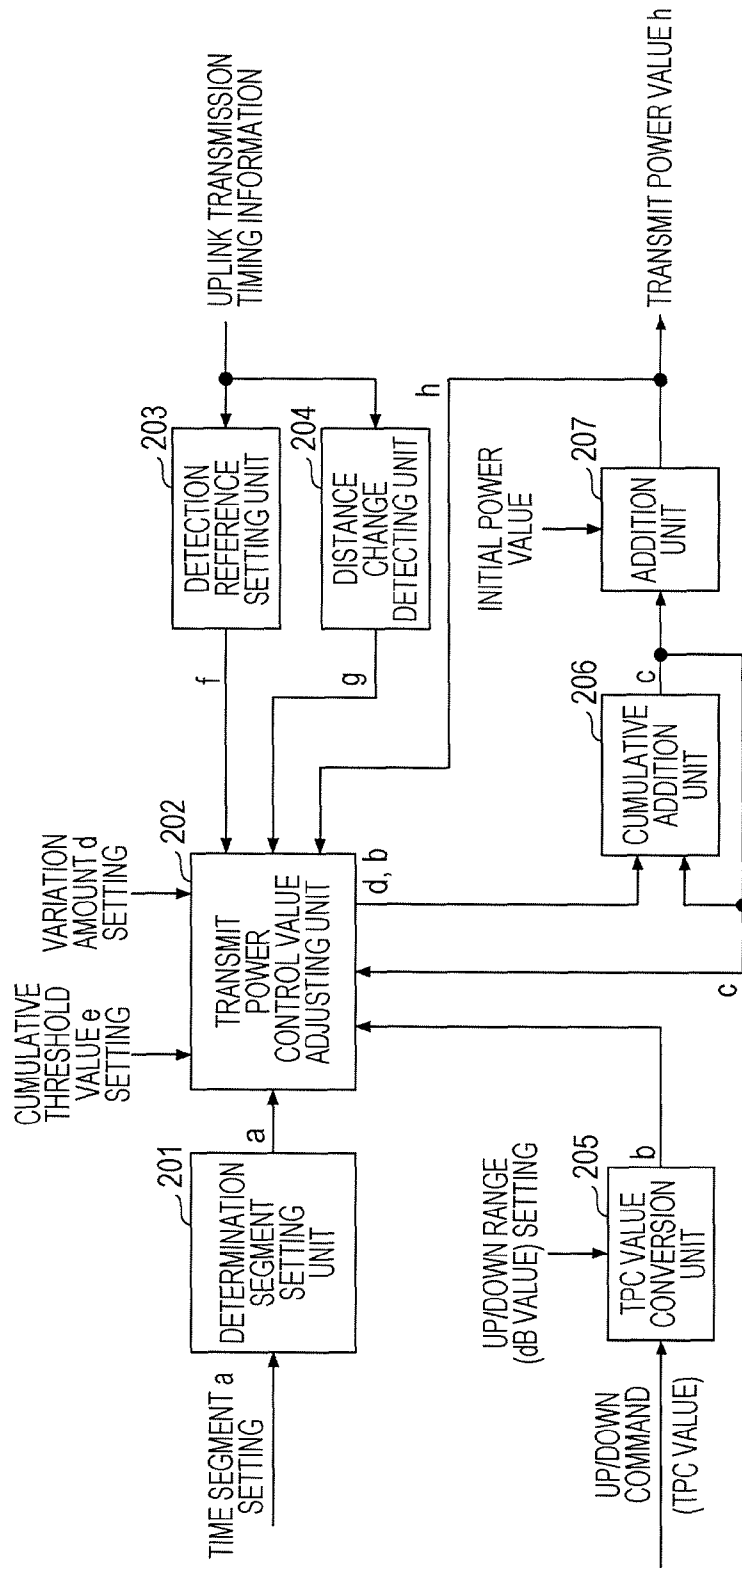 CUMULATIVE
THRESHOLD
VALUE e
SETTING
VARIATION
AMOUNT d
SETTING
UPLINK TRANSMISSION
TIMING INFORMATION
TIME SEGMENT a
SETTING
201
DETERMINATION
SEGMENT
SETTING
UNIT
a
202
TRANSMIT
POWER
CONTROL VALUE
ADJUSTING UNIT
f
203
DETECTION
REFERENCE
SETTING UNIT
g
204
DISTANCE
CHANGE
DETECTING UNIT
h
d, b
UP/DOWN RANGE
(dB VALUE) SETTING
UP/DOWN
COMMAND
(TPC VALUE)
205
TPC VALUE
CONVERSION
UNIT
b
c
206
CUMULATIVE
ADDITION
UNIT
c
INITIAL POWER
VALUE
207
ADDITION
UNIT
TRANSMIT POWER VALUE h